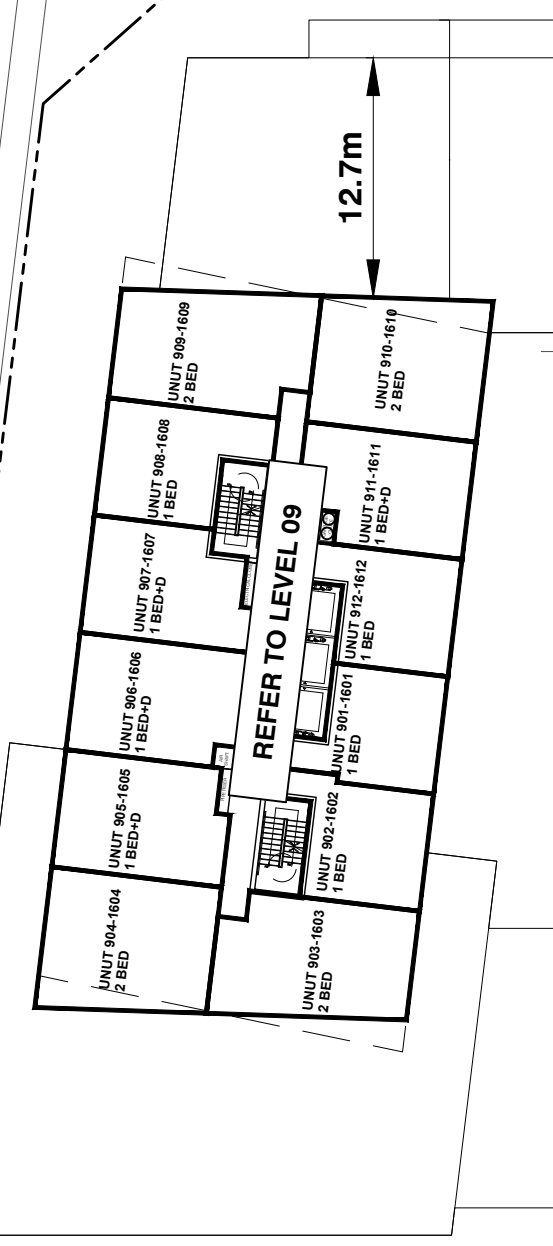 12.7m
UNUT 909-1609
2 BED
UNUT 910-1610
2 BED
UNUT 908-1608
1 BED
UNUT 911-1611
1 BED+D
UNUT 907-1607
1 BED+D
UNUT 912-1612
1 BED
REFER TO LEVEL 09
UNUT 906-1606
1 BED+D
UNUT 901-1601
1 BED
UNUT 905-1605
1 BED+D
UNUT 902-1602
1 BED
UNUT 904-1604
2 BED
UNUT 903-1603
2 BED